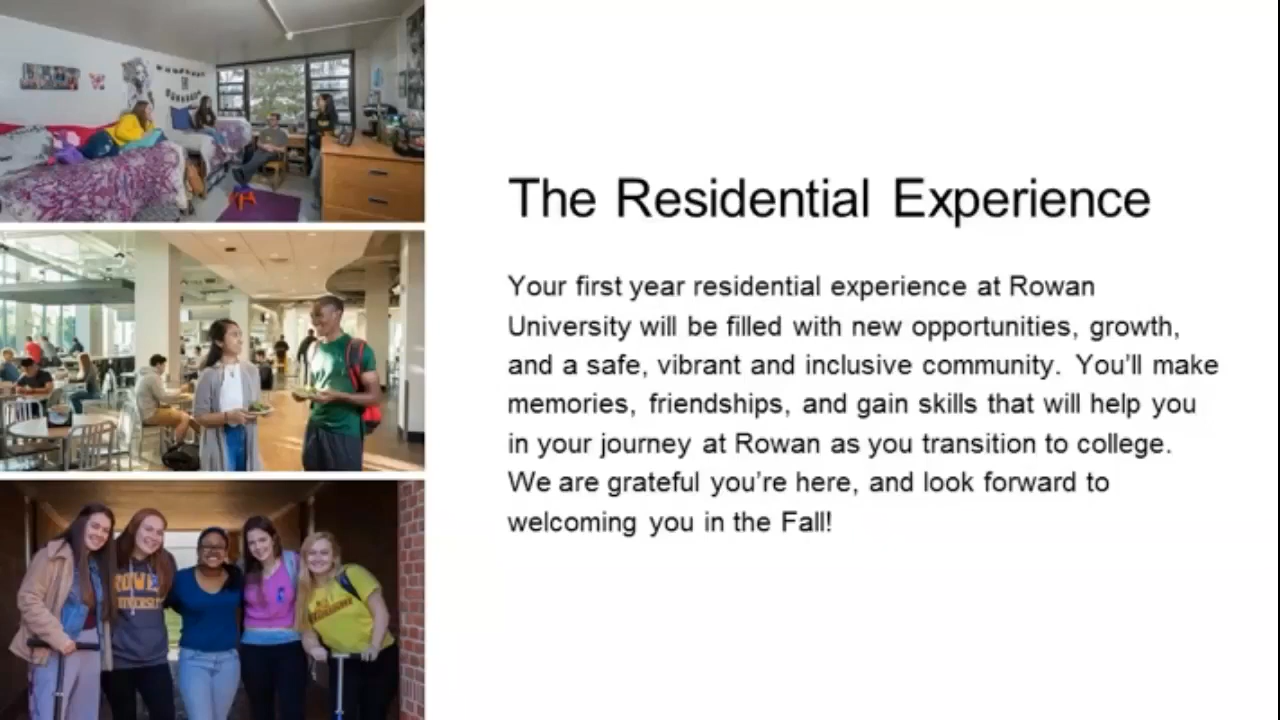 The Residential Experience
Your first year residential experience at Rowan
University will be filled with new opportunities, growth,
and a safe, vibrant and inclusive community. You'll make
memories, friendships, and gain skills that will help you
in your journey at Rowan as you transition to college.
We are grateful you're here, and look forward to
welcoming you in the Fall!